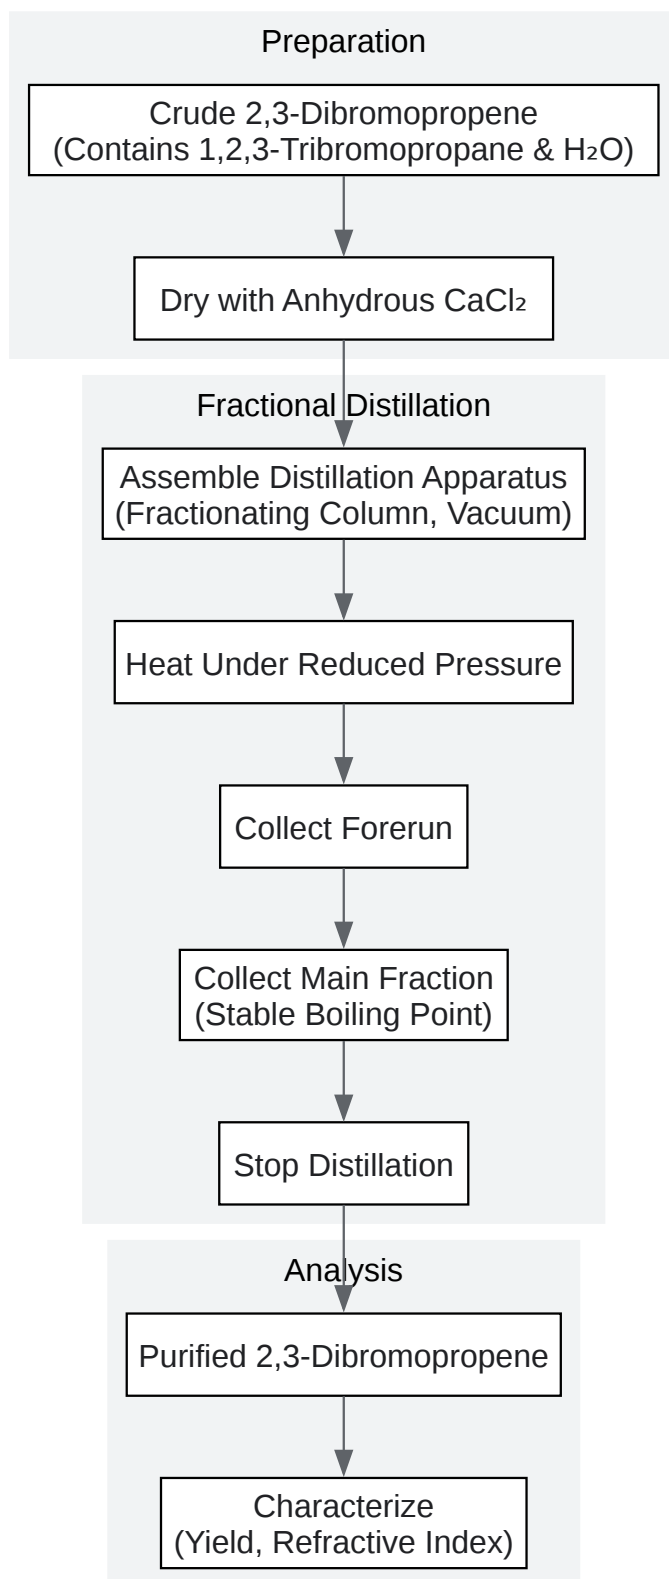 Preparation
Crude 2,3-Dibromopropene
(Contains 1,2,3-Tribromopropane & H₂O)
Dry with Anhydrous CaCl₂
Fractional Distillation
Assemble Distillation Apparatus
(Fractionating Column, Vacuum)
Heat Under Reduced Pressure
Collect Forerun
Collect Main Fraction
(Stable Boiling Point)
Stop Distillation
Analysis
Purified 2,3-Dibromopropene
Characterize
(Yield, Refractive Index)